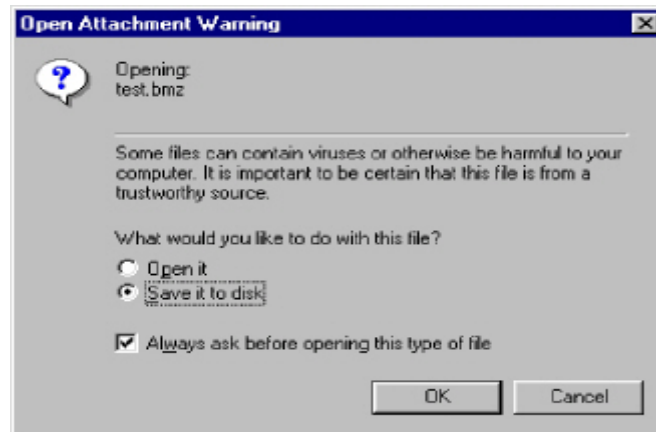 Open Attachment Warning
Opening:
test.bmz
Some files can contain viruses or otherwise be harmful to your
computer. It is important to be certain that this file is from a
trustworthy source.
What would you like to do with this file?
Open it
Save it to disk
Always ask before opening this type of file
OK Cancel